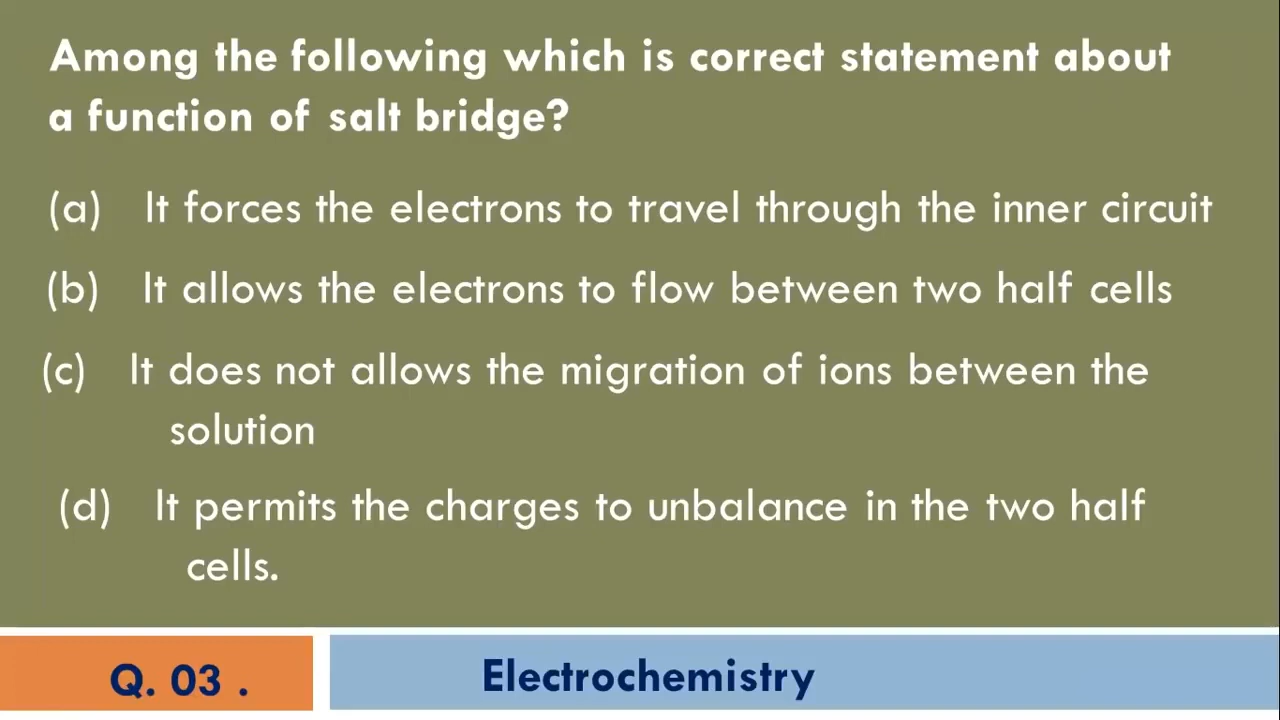 Among the following which is correct statement about
a function of salt bridge?
(a) It forces the electrons to travel through the inner circuit
(b) It allows the electrons to flow between two half cells
(c) It does not allows the migration of ions between the
solution
(d) It permits the charges to unbalance in the two half
cells.
Q. 03 .
Electrochemistry